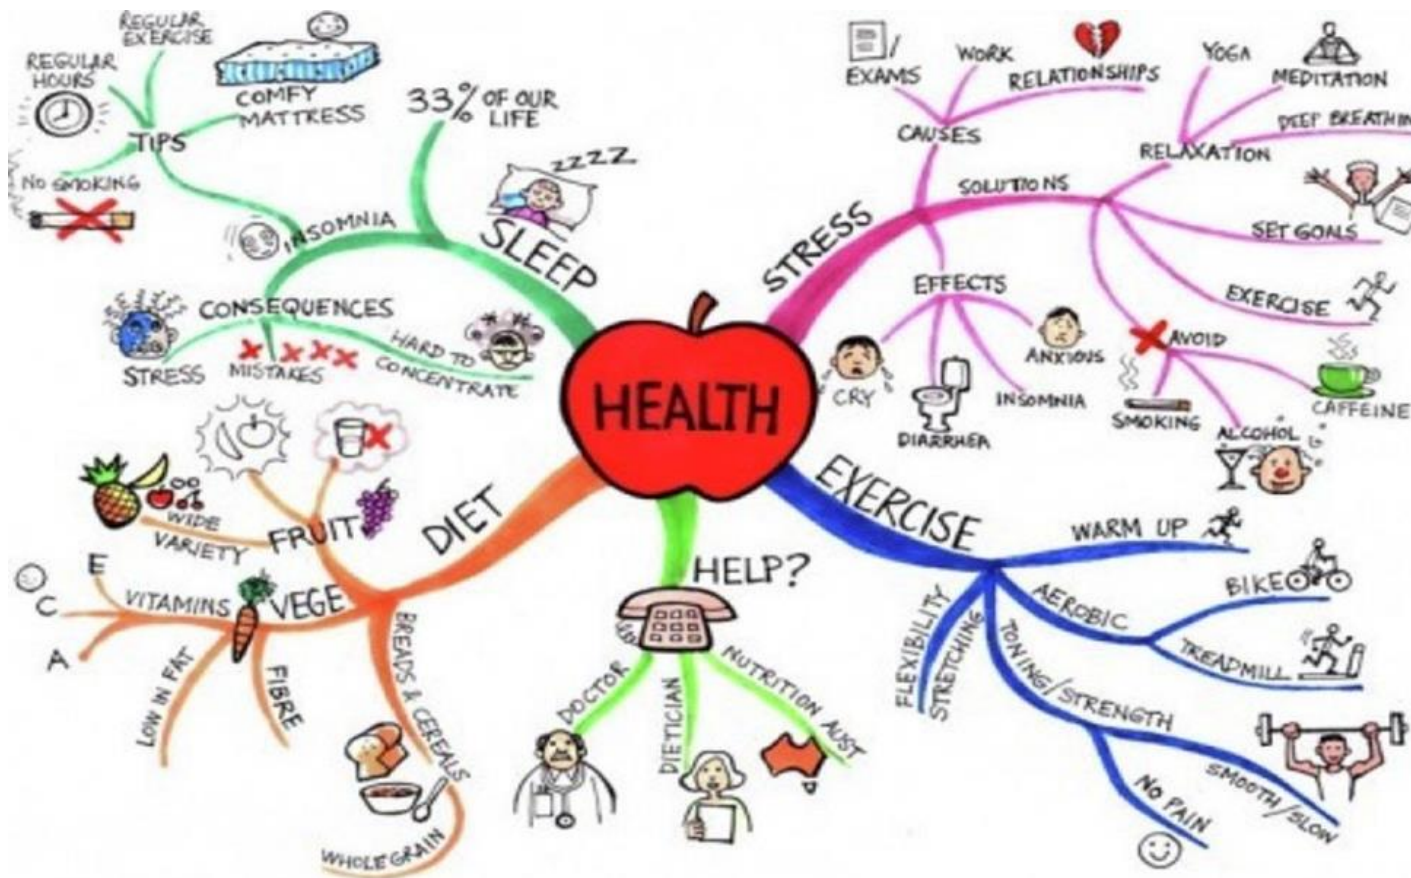 HEALTH
SLEEP
33% OF OUR
LIFE
ZZZZ
INSOMNIA
TIPS
REGULAR
EXERCISE
REGULAR
HOURS
COMFY
MATTRESS
NO SMOKING
CONSEQUENCES
STRESS
MISTAKES
HARD TO
CONCENTRATE
STRESS
CAUSES
EXAMS
WORK
RELATIONSHIPS
SOLUTIONS
RELAXATION
YOGA
MEDITATION
DEEP BREATHIN
SET GOALS
EXERCISE
AVOID
SMOKING
ALCOHOL
CAFFEINE
EFFECTS
CRY
DIARRHEA
INSOMNIA
ANXIOUS
EXERCISE
WARM UP
AEROBIC
BIKE
TREADMILL
TONING/STRENGTH
SMOOTH/SLOW
NO PAIN
FLEXIBILITY
STRETCHING
HELP?
DOCTOR
DIETICIAN
NUTRITION AUST
DIET
FRUIT
WIDE
VARIETY
VEGE
VITAMINS
E
C
A
LOW IN FAT
FIBRE
BREADS & CEREALS
WHOLEGRAIN